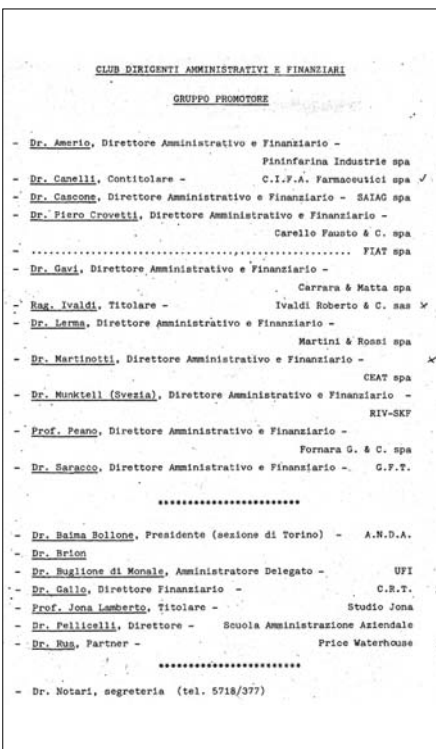 CLUB DIRIGENTI AMMINISTRATIVI E FINANZIARI
GRUPPO PROMOTORE
- Dr. Amerio, Direttore Amministrativo e Finanziario -
Pininfarina Industrie spa
- Dr. Canelli, Contitolare - C.I.F.A. Farmaceutici spa ✓
- Dr. Cascone, Direttore Amministrativo e Finanziario - SAIAG spa
- Dr. Piero Crovetti, Direttore Amministrativo e Finanziario -
Carello Fausto & C. spa
- ..................................,................... FIAT spa
- Dr. Gavi, Direttore Amministrativo e Finanziario -
Carrara & Matta spa
- Rag. Ivaldi, Titolare - Ivaldi Roberto & C. sas ×
- Dr. Lerma, Direttore Amministrativo e Finanziario -
Martini & Rossi spa
- Dr. Martinotti, Direttore Amministrativo e Finanziario - ×
CEAT spa
- Dr. Munktell (Svezia), Direttore Amministrativo e Finanziario -
RIV-SKF
- Prof. Peano, Direttore Amministrativo e Finanziario -
Fornara G. & C. spa
- Dr. Saracco, Direttore Amministrativo e Finanziario - G.F.T.
************************
- Dr. Baima Bollone, Presidente (sezione di Torino) - A.N.D.A.
- Dr. Brion
- Dr. Buglione di Monale, Amministratore Delegato - UFI
- Dr. Gallo, Direttore Finanziario - C.R.T.
- Prof. Jona Lamberto, Titolare - Studio Jona
- Dr. Pellicelli, Direttore - Scuola Amministrazione Aziendale
- Dr. Rua, Partner - Price Waterhouse
************************
- Dr. Notari, segreteria (tel. 5718/377)